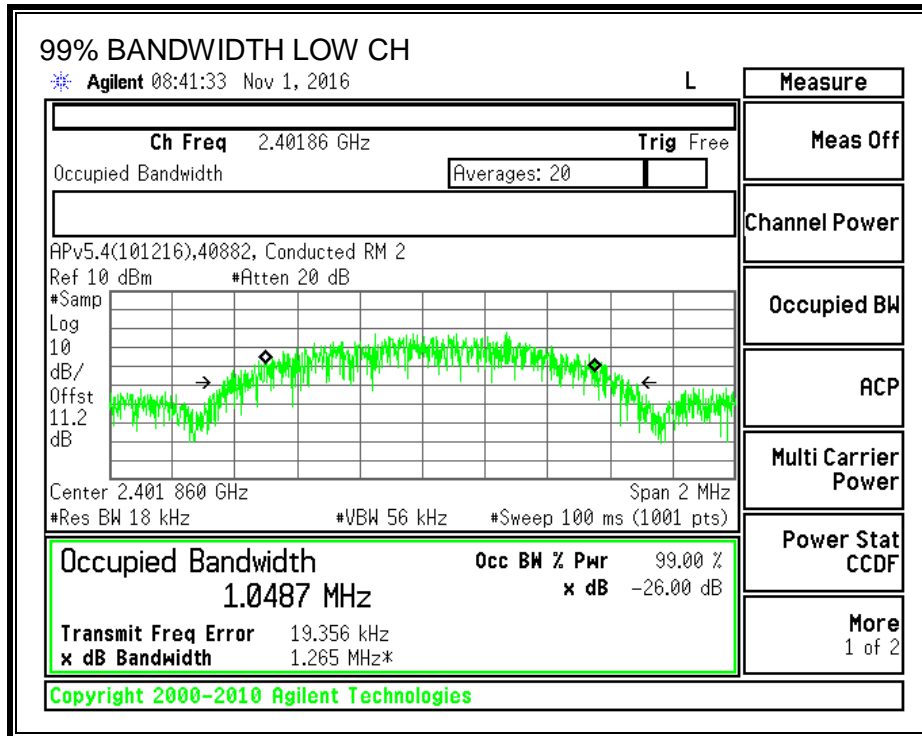 99% BANDWIDTH LOW CH
Agilent 08:41:33 Nov 1, 2016 L
Ch Freq 2.40186 GHz Trig Free
Occupied Bandwidth Averages: 20
APv5.4(101216),40882, Conducted RM 2
Ref 10 dBm #Atten 20 dB
#Samp
Log
10
dB/
Offst
11.2
dB
Center 2.401 860 GHz Span 2 MHz
#Res BW 18 kHz #VBW 56 kHz #Sweep 100 ms (1001 pts)
Occupied Bandwidth Occ BW % Pwr 99.00 %
1.0487 MHz x dB -26.00 dB
Transmit Freq Error 19.356 kHz
x dB Bandwidth 1.265 MHz*
Copyright 2000-2010 Agilent Technologies
Measure
Meas Off
Channel Power
Occupied BW
ACP
Multi Carrier
Power
Power Stat
CCDF
More
1 of 2